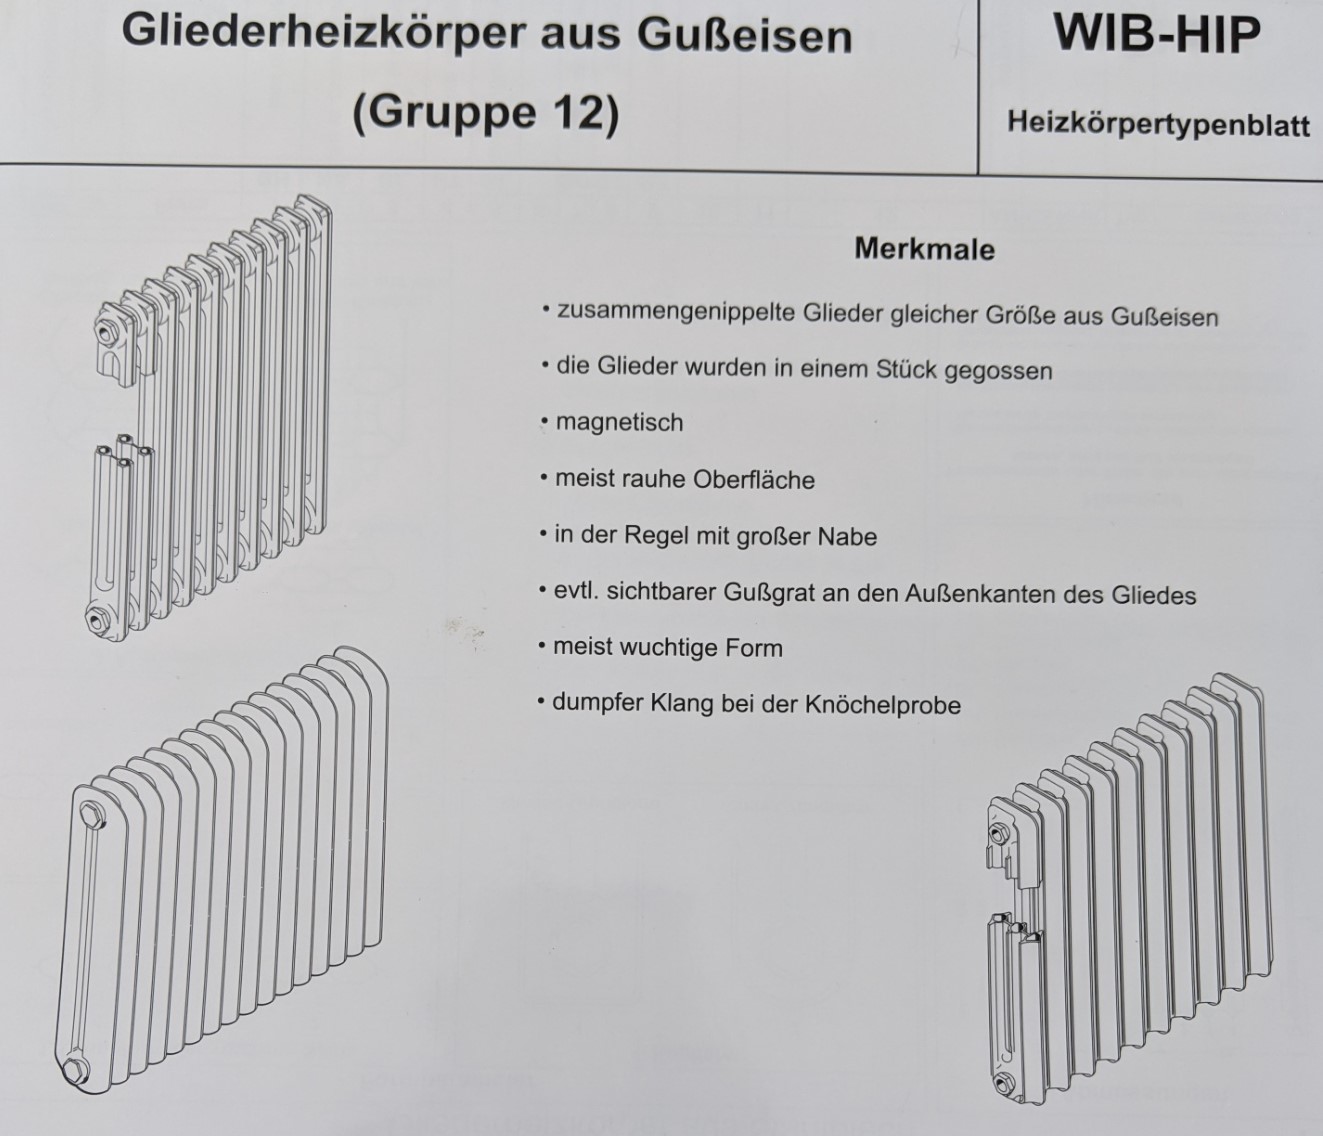 Gliederheizkörper aus Gußeisen
(Gruppe 12)
WIB-HIP
Heizkörpertypenblatt
Merkmale
• zusammengenippelte Glieder gleicher Größe aus Gußeisen
• die Glieder wurden in einem Stück gegossen
• magnetisch
• meist rauhe Oberfläche
• in der Regel mit großer Nabe
• evtl. sichtbarer Gußgrat an den Außenkanten des Gliedes
• meist wuchtige Form
• dumpfer Klang bei der Knöchelprobe